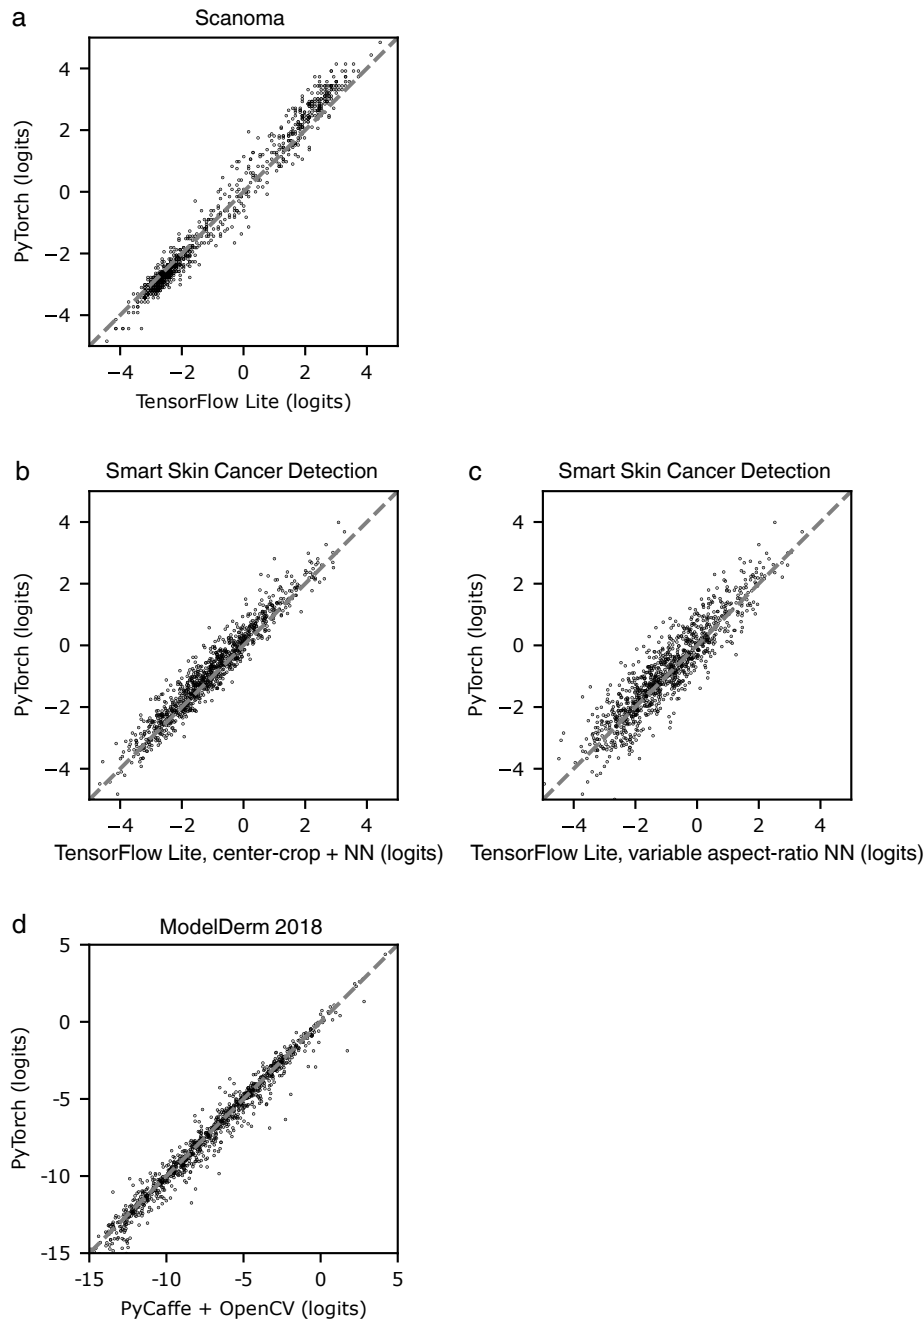 a
Scanoma
4
2
0
−2
−4
PyTorch (logits)
−4 −2 0 2 4
TensorFlow Lite (logits)
b
Smart Skin Cancer Detection
4
2
0
−2
−4
PyTorch (logits)
−4 −2 0 2 4
TensorFlow Lite, center-crop + NN (logits)
c
Smart Skin Cancer Detection
4
2
0
−2
−4
PyTorch (logits)
−4 −2 0 2 4
TensorFlow Lite, variable aspect-ratio NN (logits)
d
ModelDerm 2018
5
0
-5
-10
-15
PyTorch (logits)
-15 -10 -5 0 5
PyCaffe + OpenCV (logits)